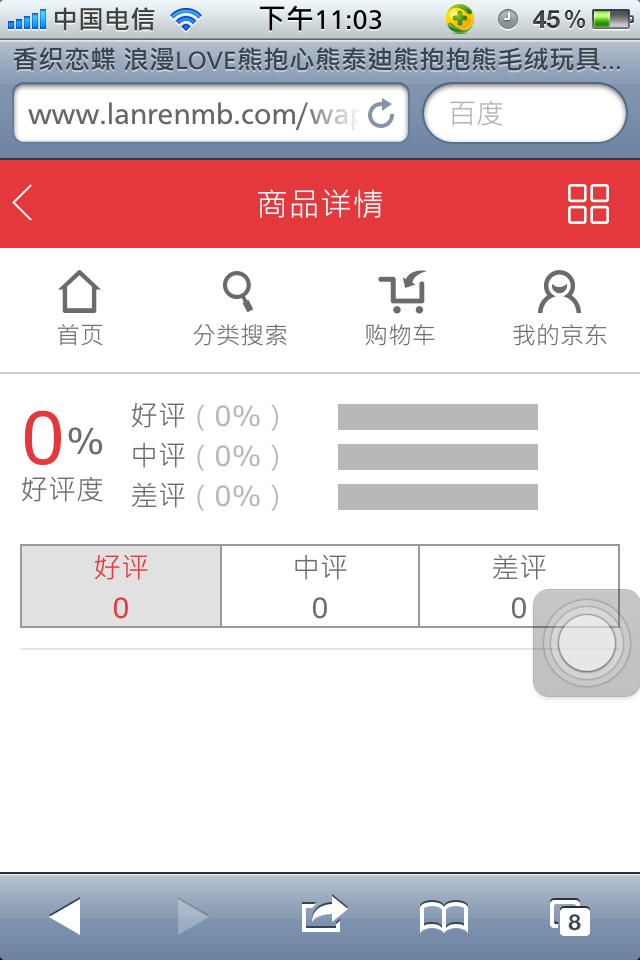 中国电信 下午11:03 45%
香织恋蝶 浪漫LOVE熊抱心熊泰迪熊抱抱熊毛绒玩具...
www.lanrenmb.com/wap 百度
商品详情
首页 分类搜索 购物车 我的京东
0% 好评度
好评 ( 0% )
中评 ( 0% )
差评 ( 0% )
好评 中评 差评
0 0 0
8